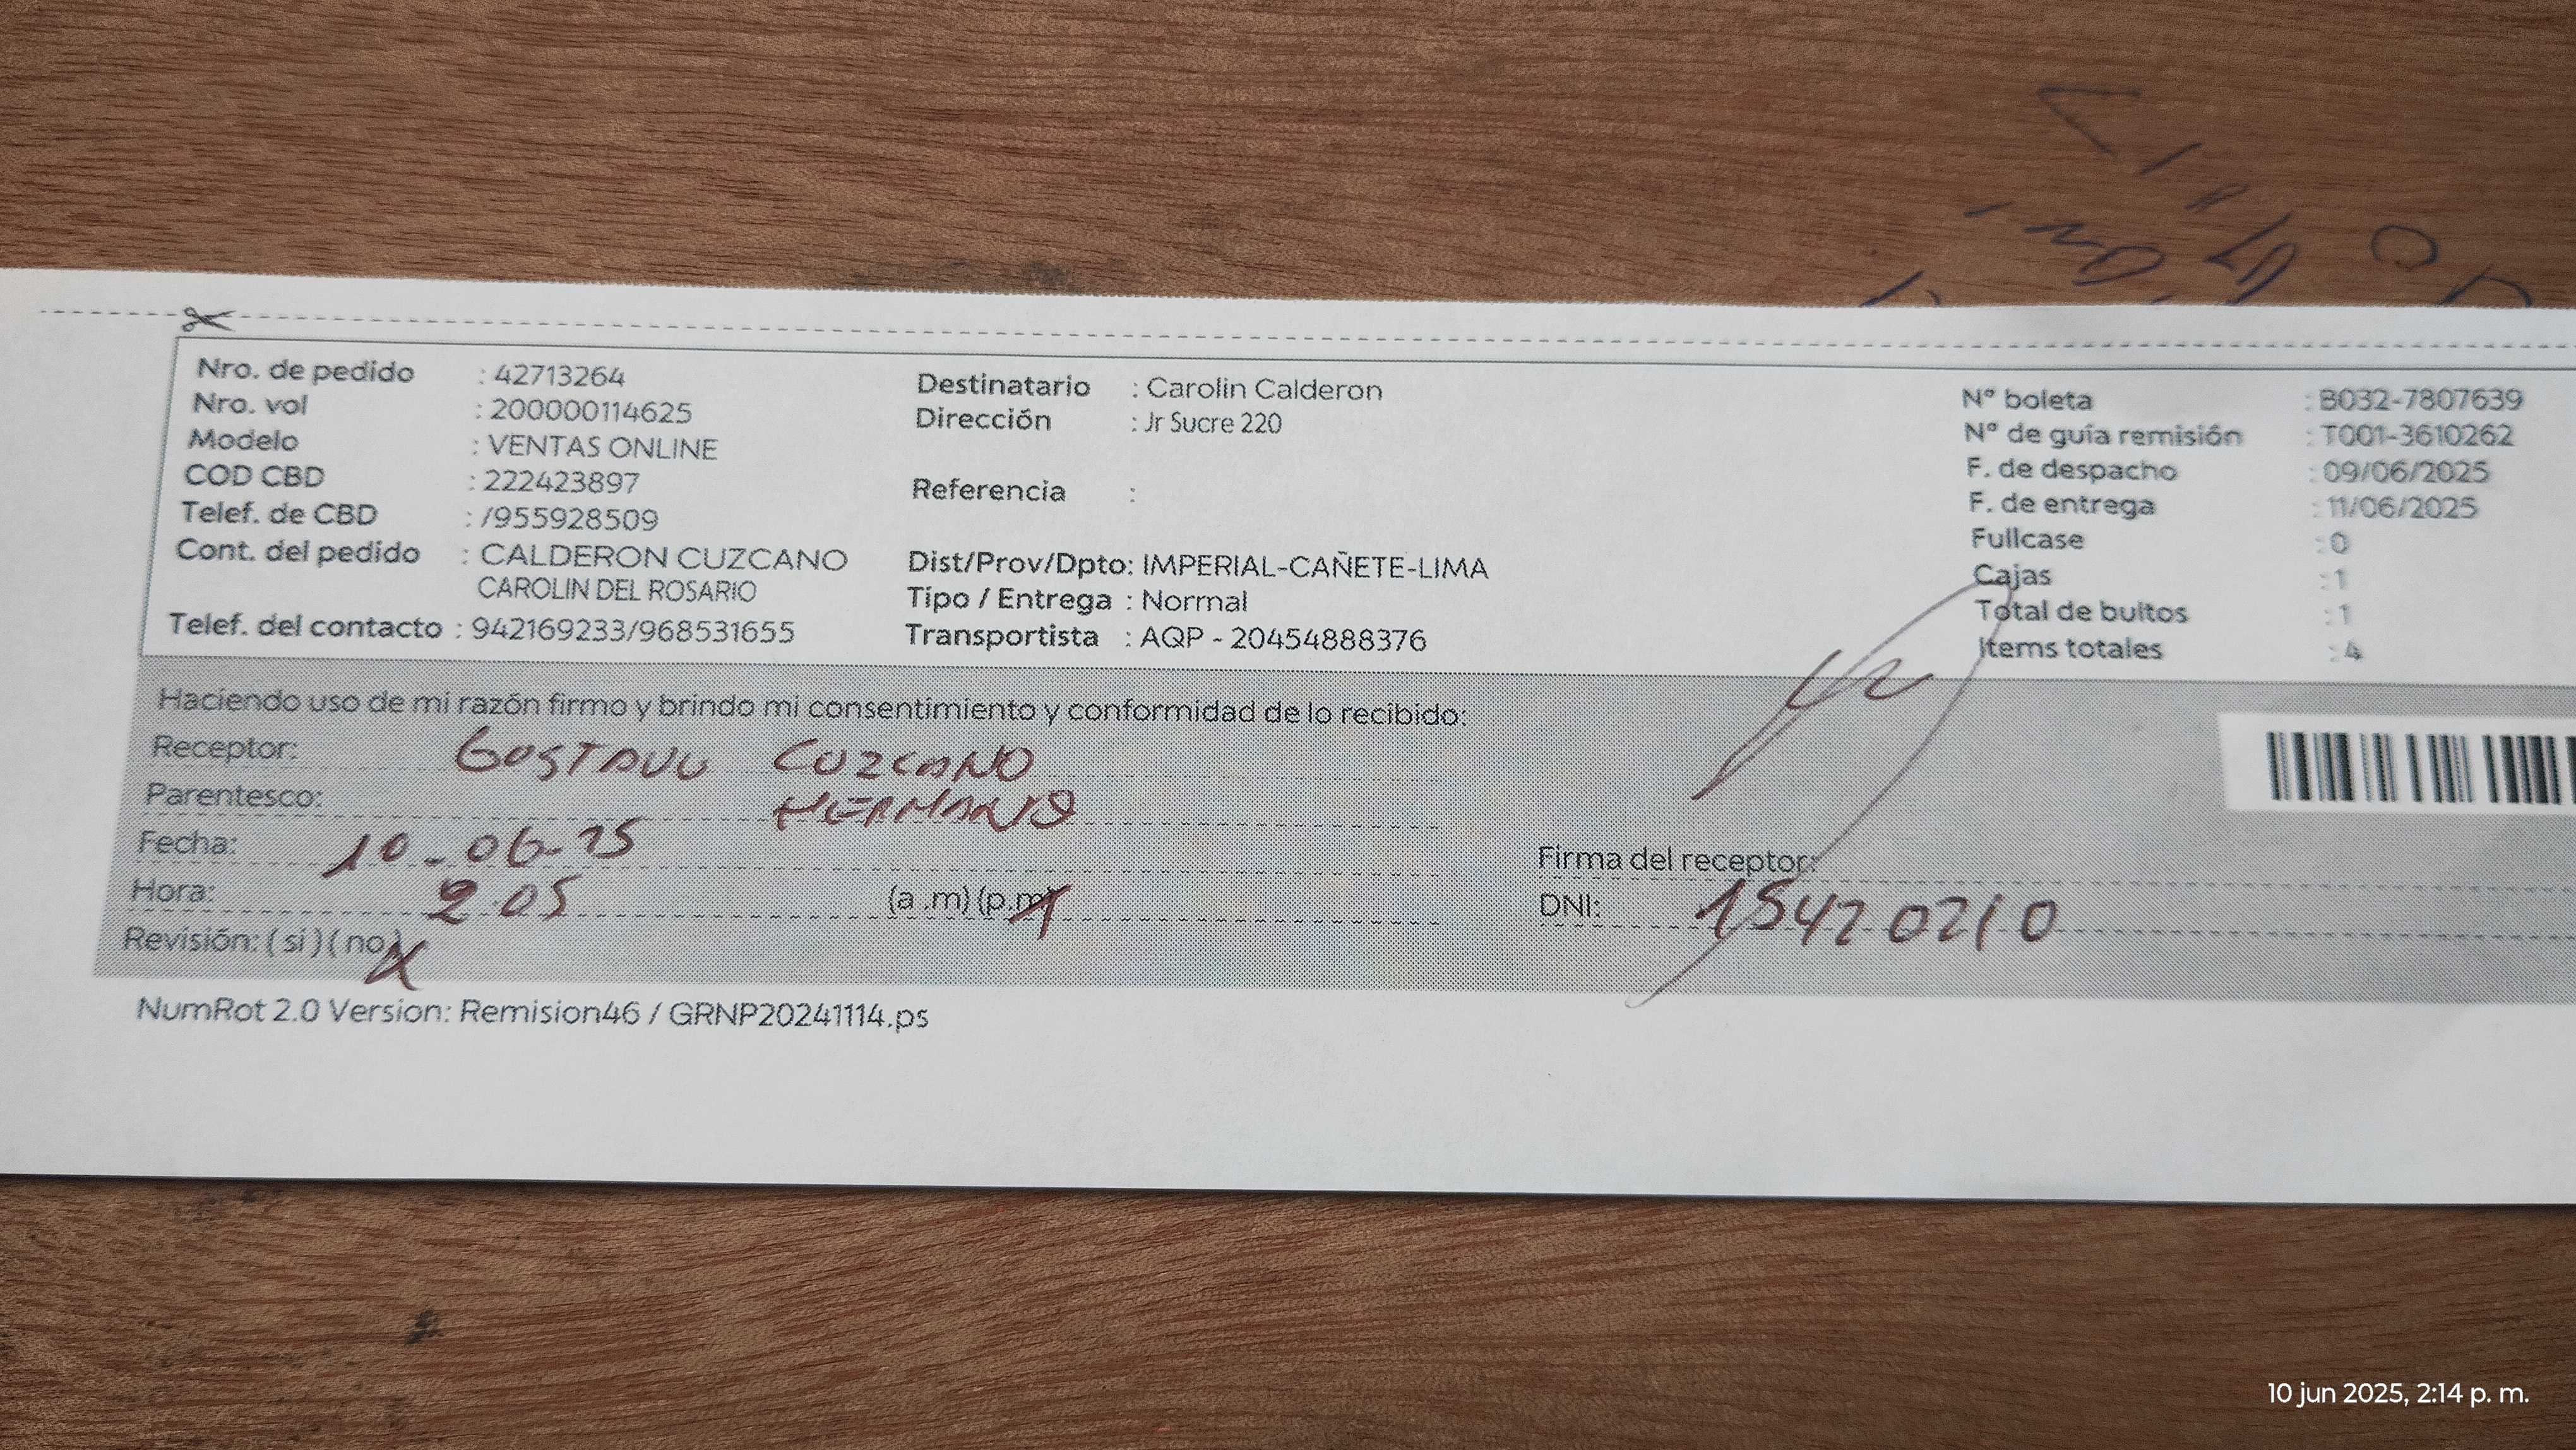 Nro. de pedido : 42713264
Nro. vol : 200000114625
Modelo : VENTAS ONLINE
COD CBD : 222423897
Telef. de CBD : /955928509
Cont. del pedido : CALDERON CUZCANO
CAROLIN DEL ROSARIO
Telef. del contacto : 942169233/968531655
Destinatario : Carolin Calderon
Dirección : Jr Sucre 220
Referencia :
Dist/Prov/Dpto: IMPERIAL-CAÑETE-LIMA
Tipo / Entrega : Normal
Transportista : AQP - 20454888376
N° boleta : B032-7807639
N° de guía remisión : T001-3610262
F. de despacho : 09/06/2025
F. de entrega : 11/06/2025
Fullcase : 0
Cajas : 1
Total de bultos : 1
Items totales : 4
Haciendo uso de mi razón firmo y brindo mi consentimiento y conformidad de lo recibido:
Receptor: GUSTAVO CUZCANO
Parentesco: HERMANO
Fecha: 10-06-25
Hora: 2.05 (a .m) (p.m)
Revisión: ( si ) ( no )
Firma del receptor:
DNI: 15420210
NumRot 2.0 Version: Remision46 / GRNP20241114.ps
10 jun 2025, 2:14 p. m.